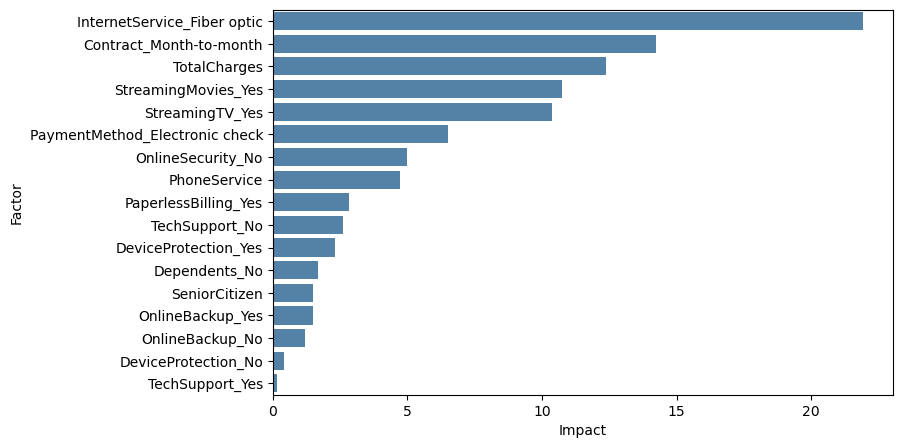 InternetService_Fiber optic
Contract_Month-to-month
TotalCharges
StreamingMovies_Yes
StreamingTV_Yes
PaymentMethod_Electronic check
OnlineSecurity_No
PhoneService
PaperlessBilling_Yes
TechSupport_No
DeviceProtection_Yes
Dependents_No
SeniorCitizen
OnlineBackup_Yes
OnlineBackup_No
DeviceProtection_No
TechSupport_Yes
Factor
0 5 10 15 20
Impact